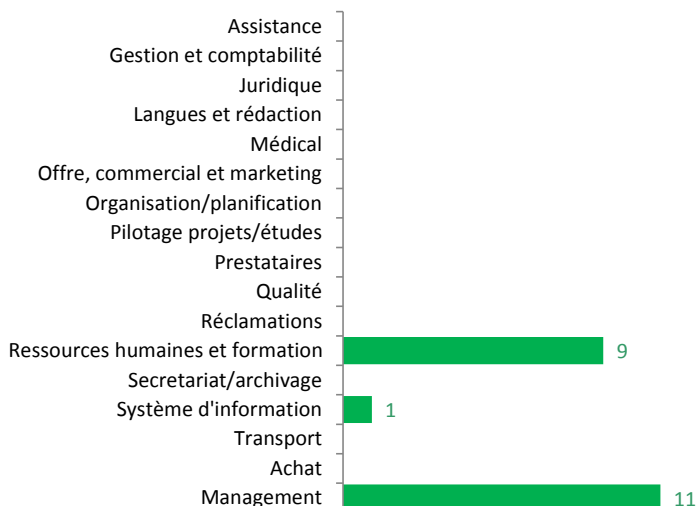 Assistance
Gestion et comptabilité
Juridique
Langues et rédaction
Médical
Offre, commercial et marketing
Organisation/planification
Pilotage projets/études
Prestataires
Qualité
Réclamations
Ressources humaines et formation 9
Secretariat/archivage
Système d'information 1
Transport
Achat
Management 11